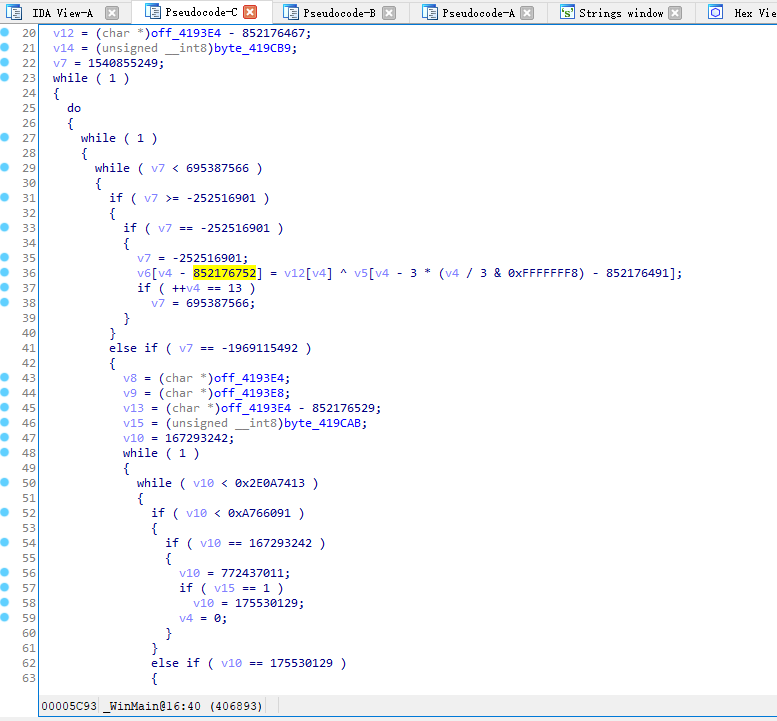 IDA View-A Pseudocode-C Pseudocode-B Pseudocode-A Strings window Hex Vie
20 v12 = (char *)off_4193E4 - 852176467;
21 v14 = (unsigned __int8)byte_419CB9;
22 v7 = 1540855249;
23 while ( 1 )
24 {
25 do
26 {
27 while ( 1 )
28 {
29 while ( v7 < 695387566 )
30 {
31 if ( v7 >= -252516901 )
32 {
33 if ( v7 == -252516901 )
34 {
35 v7 = -252516901;
36 v6[v4 - 852176752] = v12[v4] ^ v5[v4 - 3 * (v4 / 3 & 0xFFFFFFF8) - 852176491];
37 if ( ++v4 == 13 )
38 v7 = 695387566;
39 }
40 }
41 else if ( v7 == -1969115492 )
42 {
43 v8 = (char *)off_4193E4;
44 v9 = (char *)off_4193E8;
45 v13 = (char *)off_4193E4 - 852176529;
46 v15 = (unsigned __int8)byte_419CAB;
47 v10 = 167293242;
48 while ( 1 )
49 {
50 while ( v10 < 0x2E0A7413 )
51 {
52 if ( v10 < 0xA766091 )
53 {
54 if ( v10 == 167293242 )
55 {
56 v10 = 772437011;
57 if ( v15 == 1 )
58 v10 = 175530129;
59 v4 = 0;
60 }
61 }
62 else if ( v10 == 175530129 )
63 {
00005C93 _WinMain@16:40 (406893)